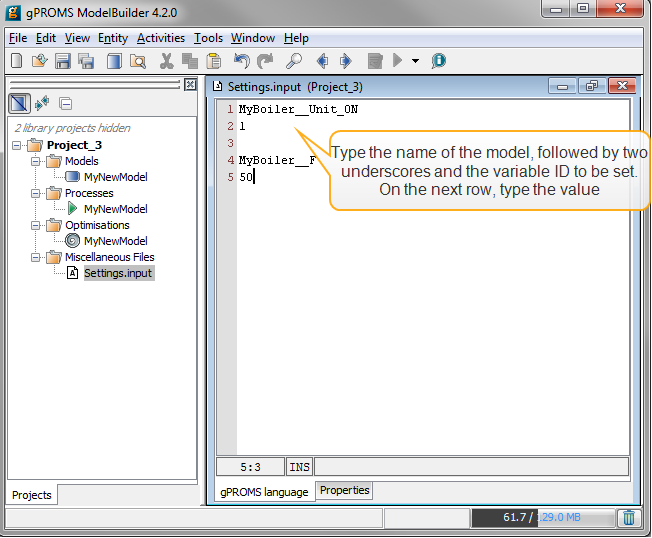 gPROMS ModelBuilder 4.2.0
File Edit View Entity Activities Tools Window Help
2 library projects hidden
Project_3
Models
MyNewModel
Processes
MyNewModel
Optimisations
MyNewModel
Miscellaneous Files
Settings.input
Projects
Settings.input (Project_3)
1 MyBoiler__Unit_ON
2 1
3
4 MyBoiler__F
5 50
Type the name of the model, followed by two
underscores and the variable ID to be set.
On the next row, type the value
5:3 INS
gPROMS language Properties
61.7 / 129.0 MB